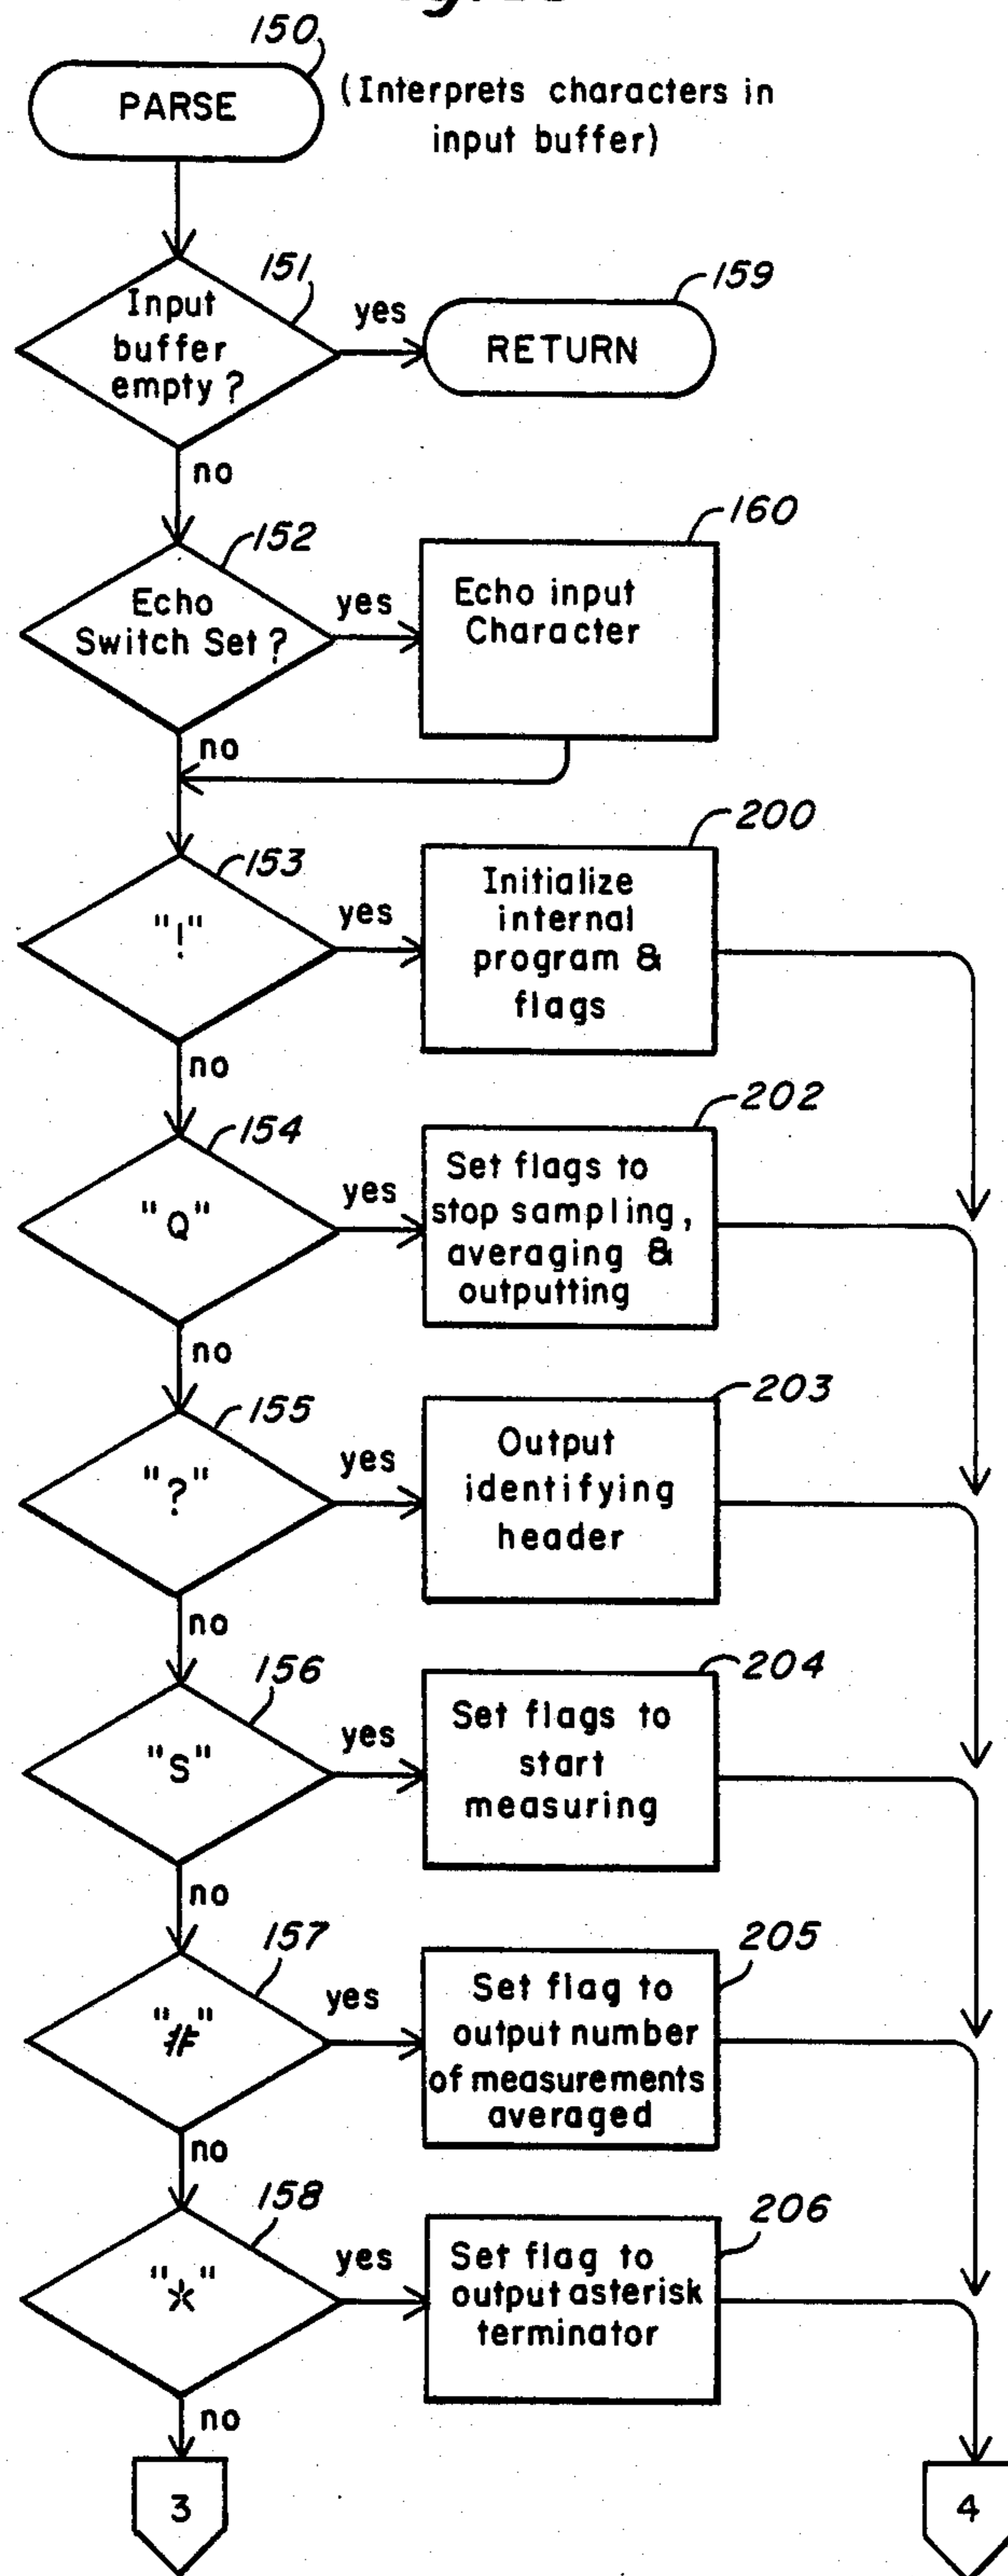 150
PARSE
(Interprets characters in
input buffer)
151
Input
buffer
empty?
yes
159
RETURN
no
152
Echo
Switch Set?
yes
160
Echo input
Character
no
153
"!"
yes
200
Initialize
internal
program &
flags
no
154
"Q"
yes
202
Set flags to
stop sampling,
averaging &
outputting
no
155
"?"
yes
203
Output
identifying
header
no
156
"S"
yes
204
Set flags to
start
measuring
no
157
"#"
yes
205
Set flag to
output number
of measurements
averaged
no
158
"*"
yes
206
Set flag to
output asterisk
terminator
no
3
4